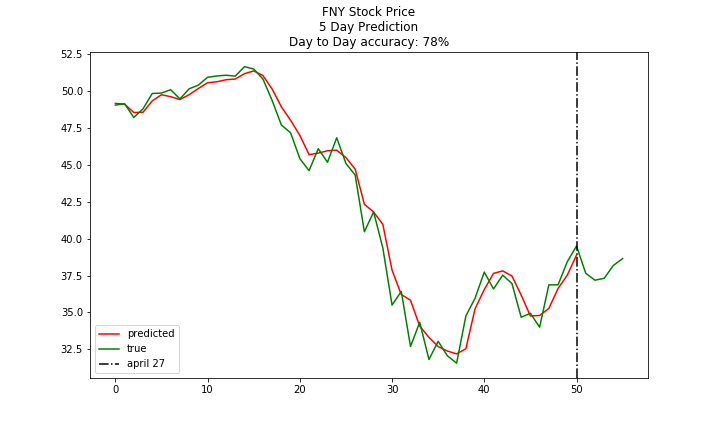 FNY Stock Price
5 Day Prediction
Day to Day accuracy: 78%
52.5
50.0
47.5
45.0
42.5
40.0
37.5
35.0
32.5
predicted
true
april 27
0 10 20 30 40 50